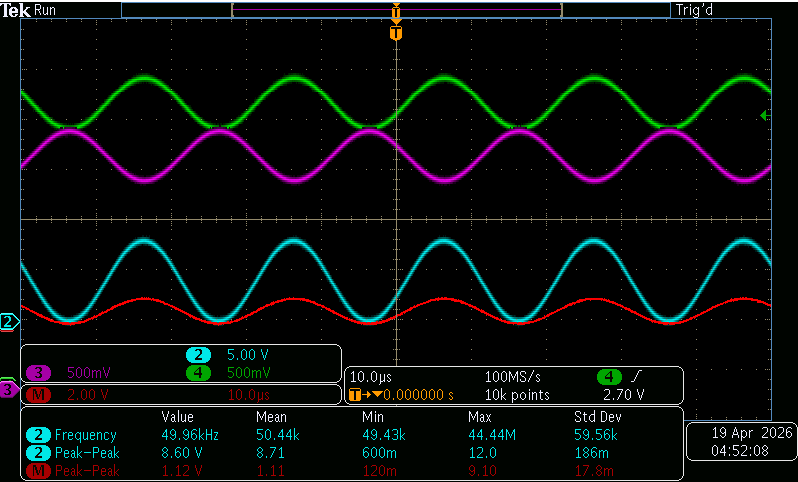 Tek Run Trig'd
T
T
2
2 5.00 V
3 500mV 4 500mV
3
M 2.00 V 10.0µs
10.0µs 100MS/s 4
T 0.000000 s 10k points 2.70 V
Value Mean Min Max Std Dev
2 Frequency 49.96kHz 50.44k 49.43k 44.44M 59.56k
2 Peak-Peak 8.60 V 8.71 600m 12.0 186m
M Peak-Peak 1.12 V 1.11 120m 9.10 17.8m
19 Apr 2026
04:52:08